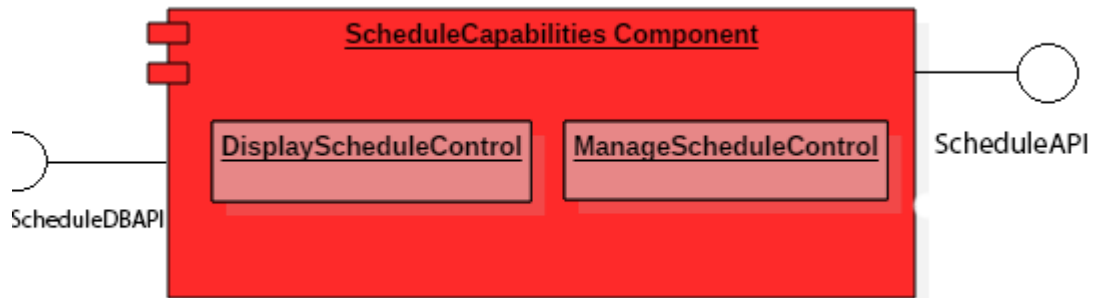 ScheduleCapabilities Component
DisplayScheduleControl
ManageScheduleControl
ScheduleAPI
ScheduleDBAPI